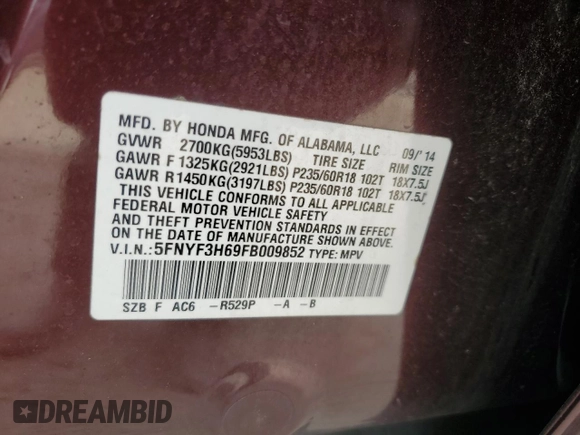 MFD. BY HONDA MFG. OF ALABAMA, LLC 09/'14
GVWR 2700KG(5953LBS) TIRE SIZE RIM SIZE
GAWR F 1325KG(2921LBS) P235/60R18 102T 18X7.5J
GAWR R1450KG(3197LBS) P235/60R18 102T 18X7.5J
THIS VEHICLE CONFORMS TO ALL APPLICABLE
FEDERAL MOTOR VEHICLE SAFETY
AND THEFT PREVENTION STANDARDS IN EFFECT
ON THE DATE OF MANUFACTURE SHOWN ABOVE.
V.I.N.:5FNYF3H69FB009852 TYPE: MPV
SZB F AC6 -R529P -A -B
DREAMBID